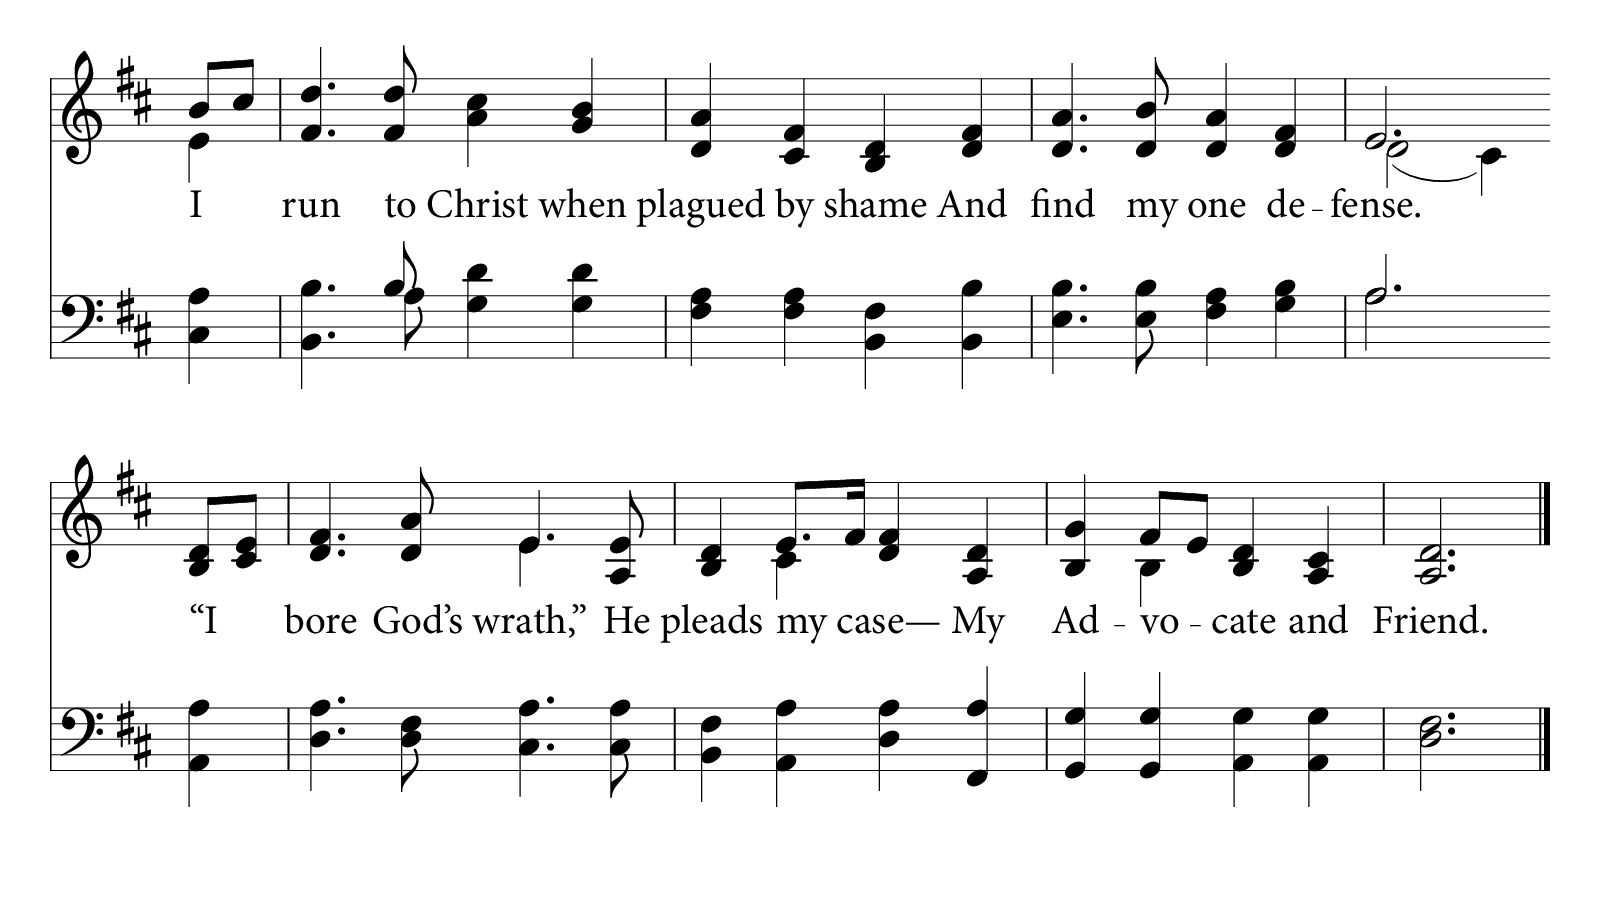 I run to Christ when plagued by shame And find my one de - fense.
“I bore God’s wrath,” He pleads my case— My Ad - vo - cate and Friend.